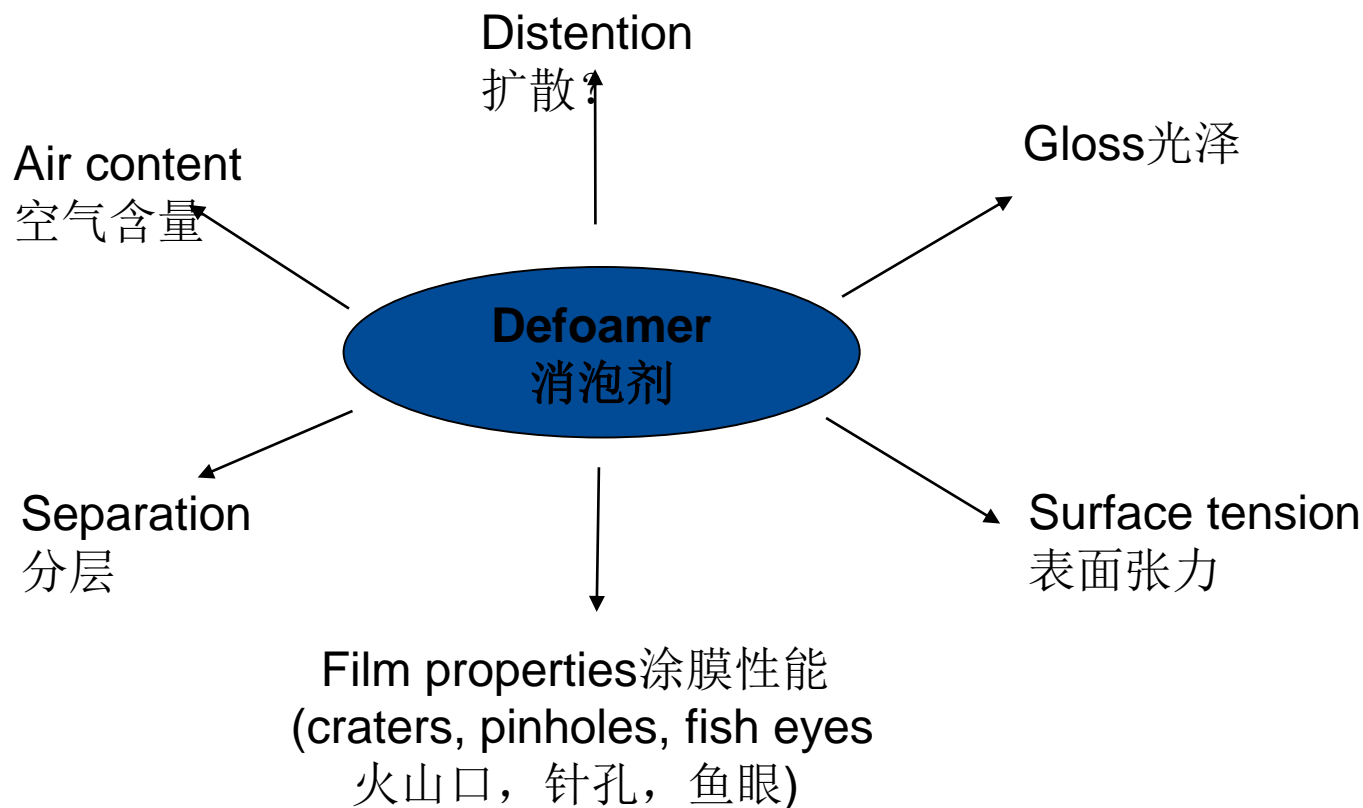 Distention
扩散?
Gloss光泽
Air content
空气含量
Defoamer
消泡剂
Separation
分层
Surface tension
表面张力
Film properties涂膜性能
(craters, pinholes, fish eyes
火山口，针孔，鱼眼)